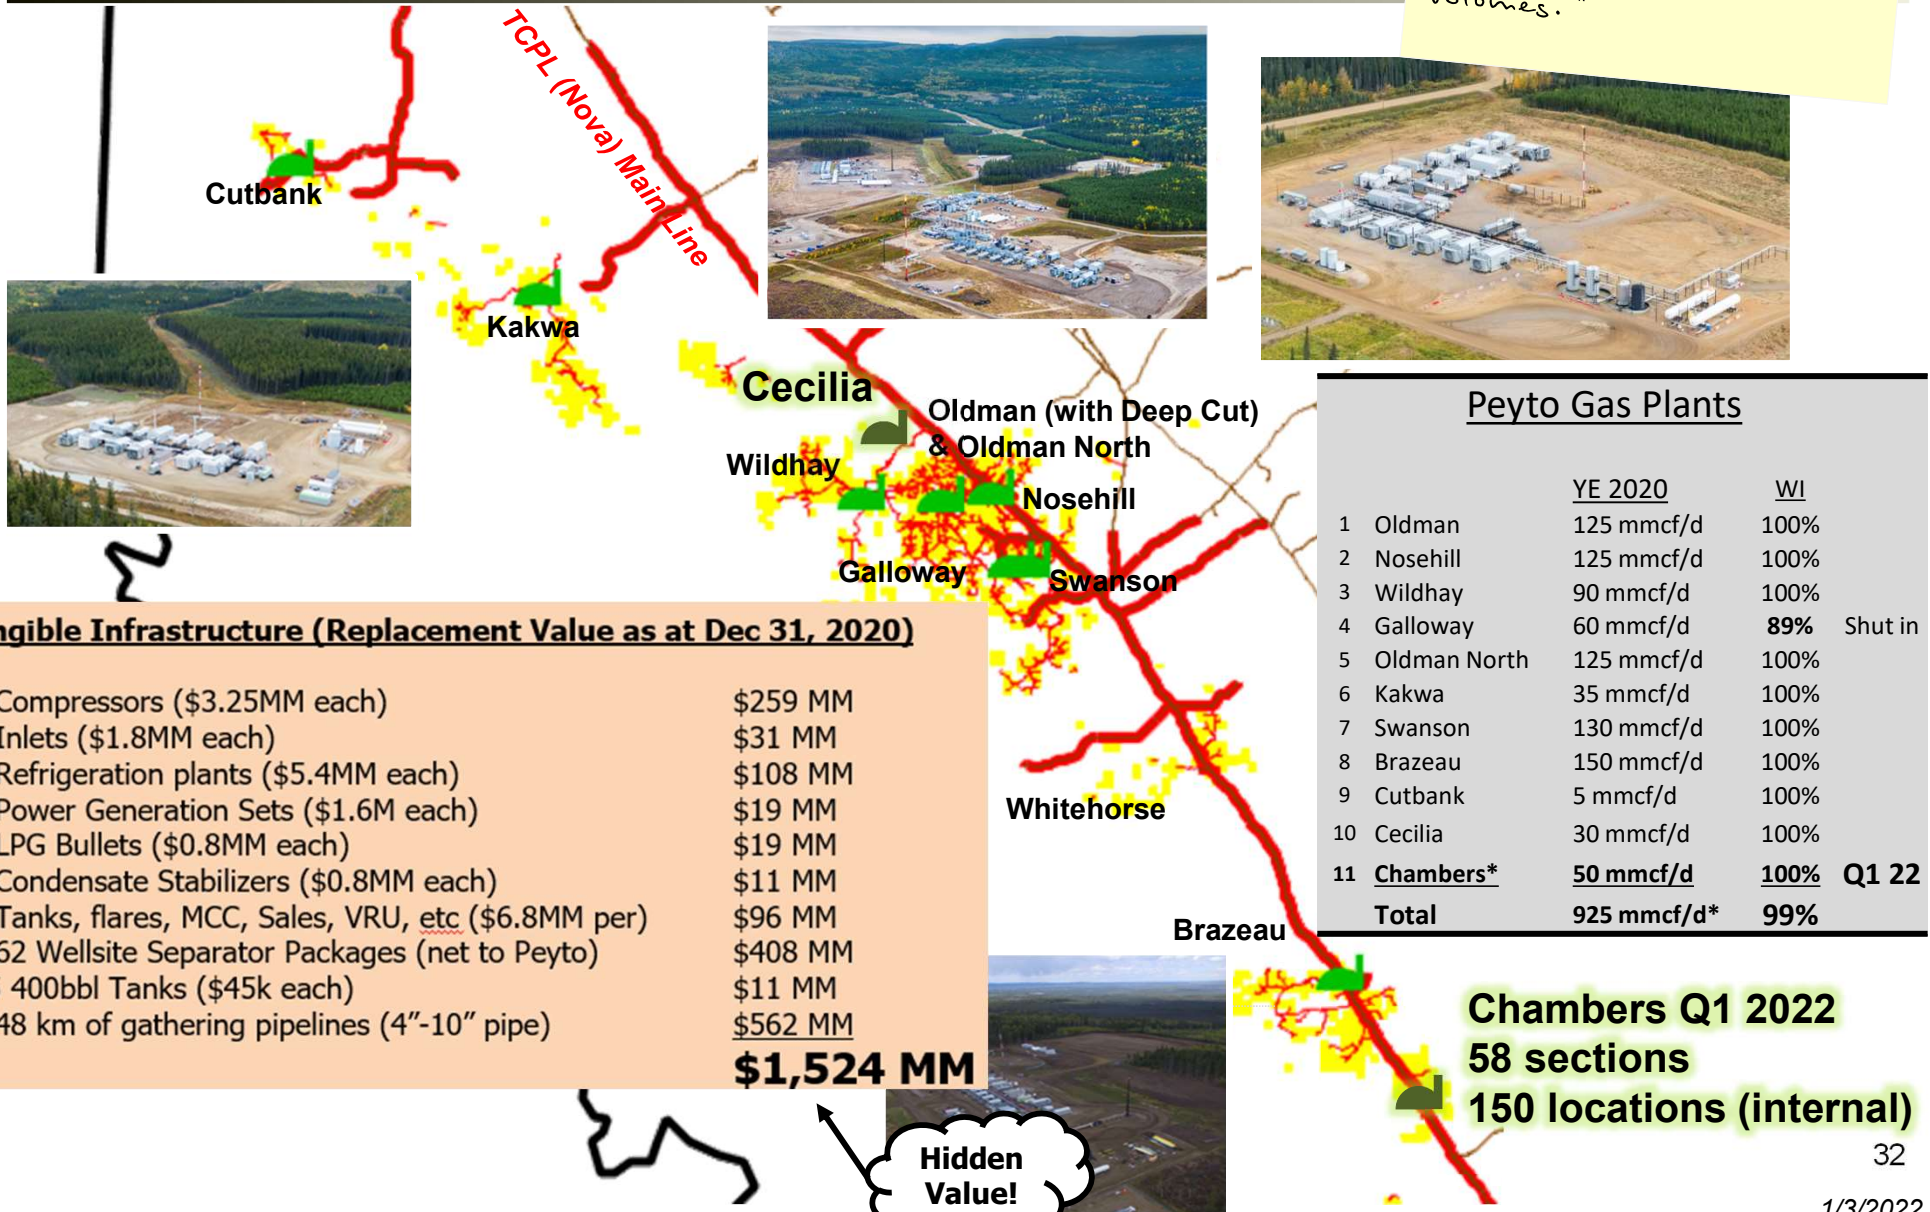 volumes."
TCPL (Nova) Main Line
Cutbank
Kakwa
Cecilia
Oldman (with Deep Cut)
& Oldman North
Wildhay
Nosehill
Galloway
Swanson
Whitehorse
Brazeau
Peyto Gas Plants
YE 2020 WI
1 Oldman 125 mmcf/d 100%
2 Nosehill 125 mmcf/d 100%
3 Wildhay 90 mmcf/d 100%
4 Galloway 60 mmcf/d 89% Shut in
5 Oldman North 125 mmcf/d 100%
6 Kakwa 35 mmcf/d 100%
7 Swanson 130 mmcf/d 100%
8 Brazeau 150 mmcf/d 100%
9 Cutbank 5 mmcf/d 100%
10 Cecilia 30 mmcf/d 100%
11 Chambers* 50 mmcf/d 100% Q1 22
Total 925 mmcf/d* 99%
ngible Infrastructure (Replacement Value as at Dec 31, 2020)
Compressors ($3.25MM each) $259 MM
Inlets ($1.8MM each) $31 MM
Refrigeration plants ($5.4MM each) $108 MM
Power Generation Sets ($1.6M each) $19 MM
LPG Bullets ($0.8MM each) $19 MM
Condensate Stabilizers ($0.8MM each) $11 MM
Tanks, flares, MCC, Sales, VRU, etc ($6.8MM per) $96 MM
62 Wellsite Separator Packages (net to Peyto) $408 MM
400bbl Tanks ($45k each) $11 MM
48 km of gathering pipelines (4"-10" pipe) $562 MM
$1,524 MM
Hidden
Value!
Chambers Q1 2022
58 sections
150 locations (internal)
32
1/3/2022